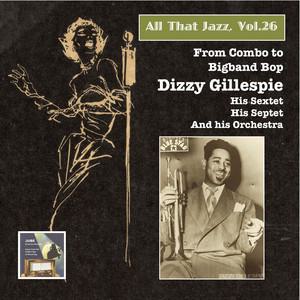 All That Jazz, Vol.26
From Combo to
Bigband Bop
Dizzy Gillespie
His Sextet
His Septet
And his Orchestra
JUBE